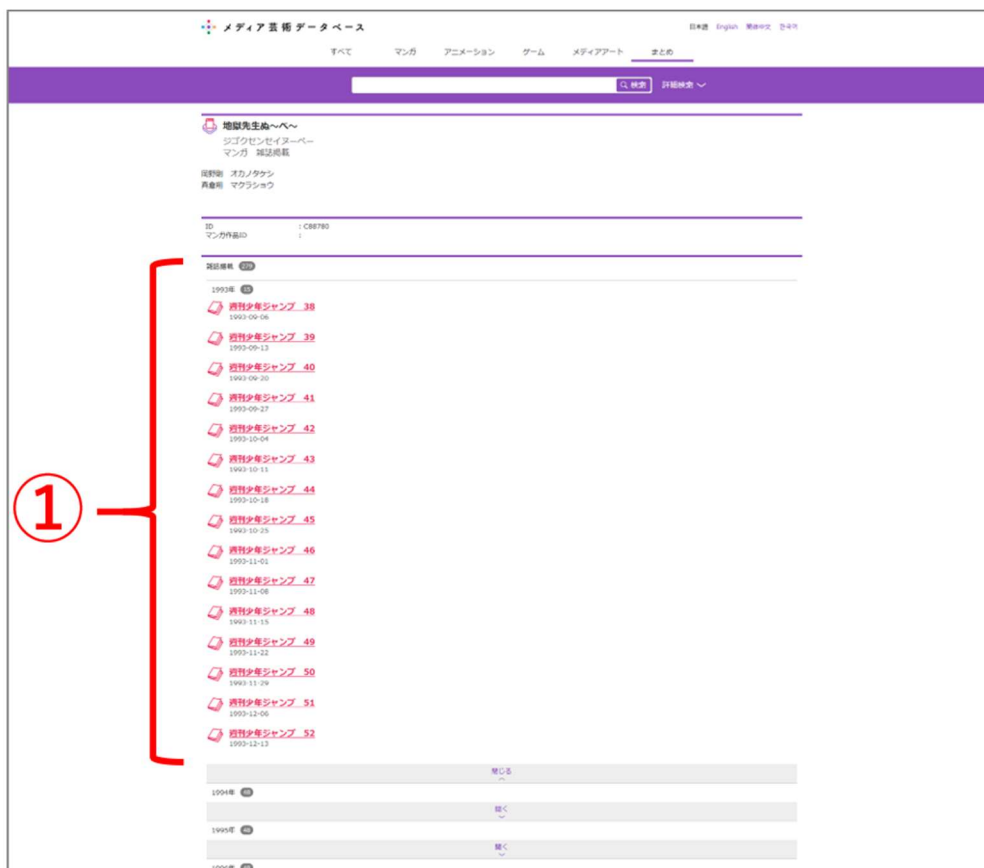 メディア芸術データベース
日本語 English 简体中文 한국어
すべて マンガ アニメーション ゲーム メディアアート まとめ
検索 詳細検索
地獄先生ぬ~べ~
ジゴクセンセイヌーベー
マンガ 雑誌掲載
岡野剛 オカノタケシ
真倉翔 マクラショウ
ID : C88780
マンガ作品ID :
雑誌掲載 279
1993年 15
週刊少年ジャンプ 38
1993-09-06
週刊少年ジャンプ 39
1993-09-13
週刊少年ジャンプ 40
1993-09-20
週刊少年ジャンプ 41
1993-09-27
週刊少年ジャンプ 42
1993-10-04
週刊少年ジャンプ 43
1993-10-11
週刊少年ジャンプ 44
1993-10-18
週刊少年ジャンプ 45
1993-10-25
週刊少年ジャンプ 46
1993-11-01
①
週刊少年ジャンプ 47
1993-11-08
週刊少年ジャンプ 48
1993-11-15
週刊少年ジャンプ 49
1993-11-22
週刊少年ジャンプ 50
1993-11-29
週刊少年ジャンプ 51
1993-12-06
週刊少年ジャンプ 52
1993-12-13
閉じる
1994年 48
開く
1995年
開く